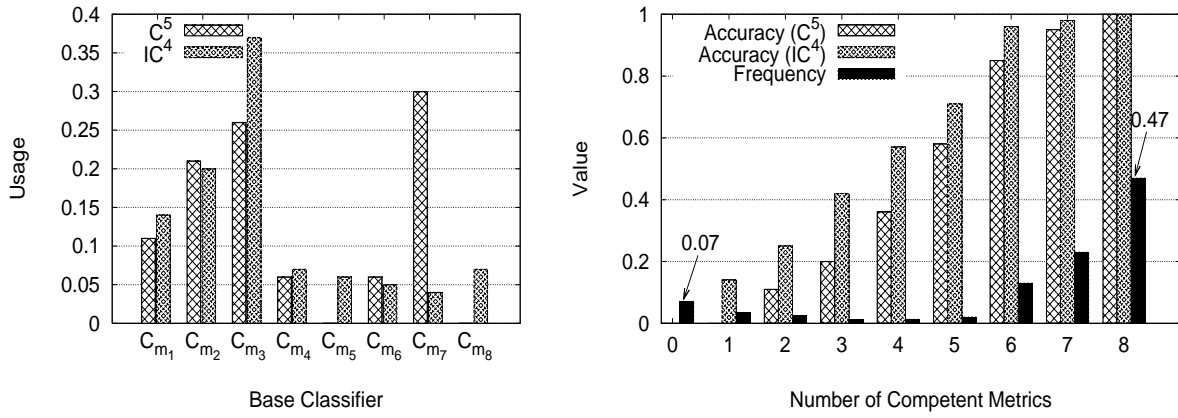 C⁵
IC⁴
Usage
0.4
0.35
0.3
0.25
0.2
0.15
0.1
0.05
0
Cm₁ Cm₂ Cm₃ Cm₄ Cm₅ Cm₆ Cm₇ Cm₈
Base Classifier
Accuracy (C⁵)
Accuracy (IC⁴)
Frequency
Value
1
0.8
0.6
0.4
0.2
0
0.07
0.47
0 1 2 3 4 5 6 7 8
Number of Competent Metrics